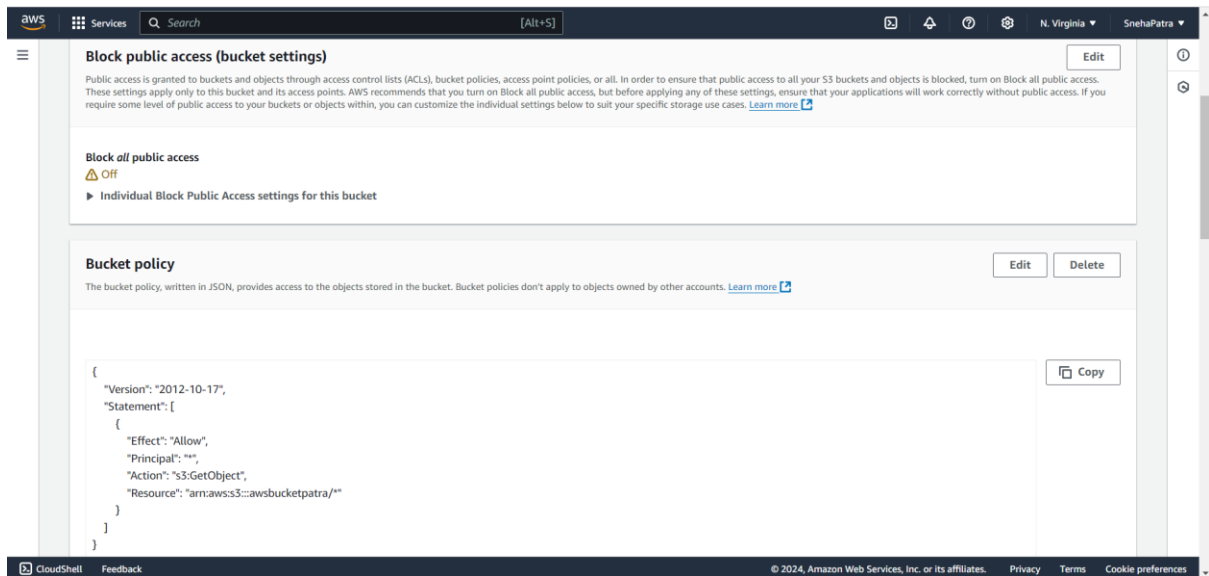 aws Services Search [Alt+S] N. Virginia SnehaPatra
Block public access (bucket settings) Edit
Public access is granted to buckets and objects through access control lists (ACLs), bucket policies, access point policies, or all. In order to ensure that public access to all your S3 buckets and objects is blocked, turn on Block all public access.
These settings apply only to this bucket and its access points. AWS recommends that you turn on Block all public access, but before applying any of these settings, ensure that your applications will work correctly without public access. If you
require some level of public access to your buckets or objects within, you can customize the individual settings below to suit your specific storage use cases. Learn more
Block all public access
Off
Individual Block Public Access settings for this bucket
Bucket policy Edit Delete
The bucket policy, written in JSON, provides access to the objects stored in the bucket. Bucket policies don't apply to objects owned by other accounts. Learn more
{ Copy
"Version": "2012-10-17",
"Statement": [
{
"Effect": "Allow",
"Principal": "*",
"Action": "s3:GetObject",
"Resource": "arn:aws:s3:::awsbucketpatra/*"
}
]
}
CloudShell Feedback © 2024, Amazon Web Services, Inc. or its affiliates. Privacy Terms Cookie preferences